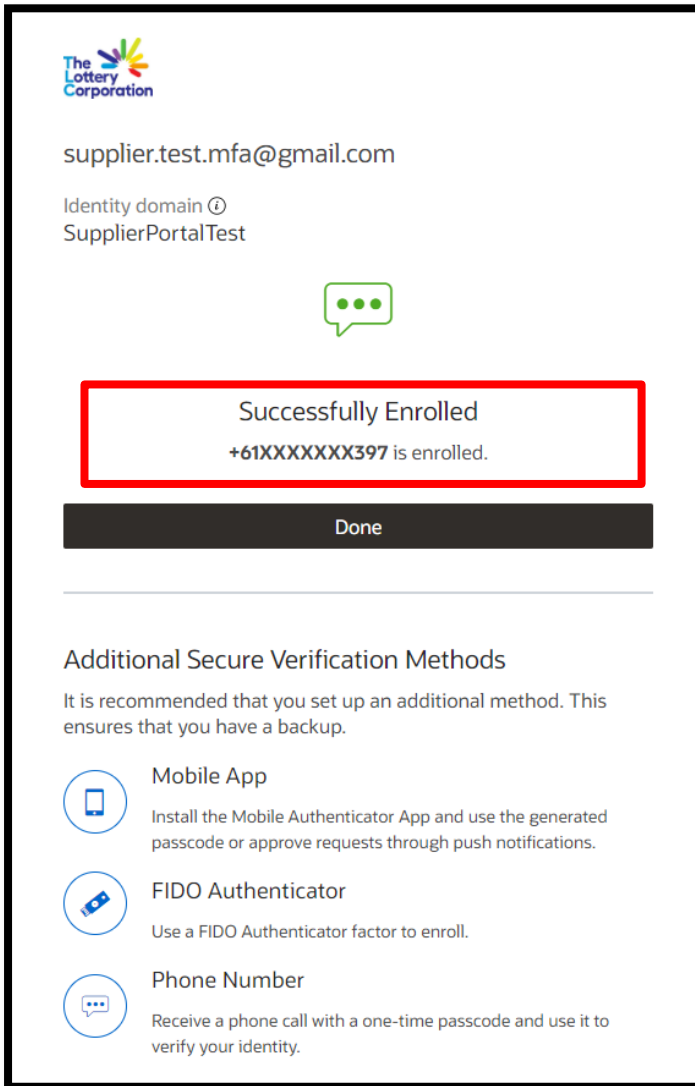 The
Lottery
Corporation
supplier.test.mfa@gmail.com
Identity domain
SupplierPortalTest
Successfully Enrolled
+61XXXXXXX397 is enrolled.
Done
Additional Secure Verification Methods
It is recommended that you set up an additional method. This
ensures that you have a backup.
Mobile App
Install the Mobile Authenticator App and use the generated
passcode or approve requests through push notifications.
FIDO Authenticator
Use a FIDO Authenticator factor to enroll.
Phone Number
Receive a phone call with a one-time passcode and use it to
verify your identity.